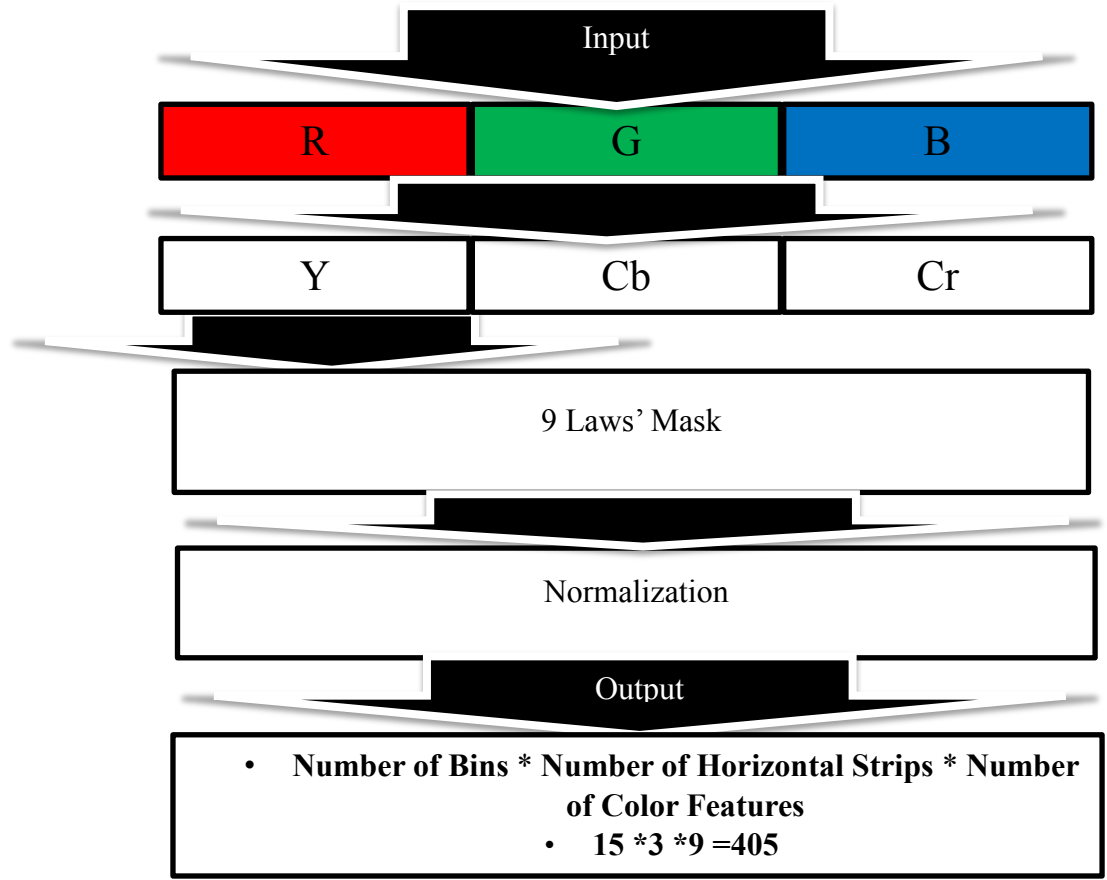 Input
R G B
Y Cb Cr
9 Laws’ Mask
Normalization
Output
• Number of Bins * Number of Horizontal Strips * Number
of Color Features
• 15 *3 *9 =405